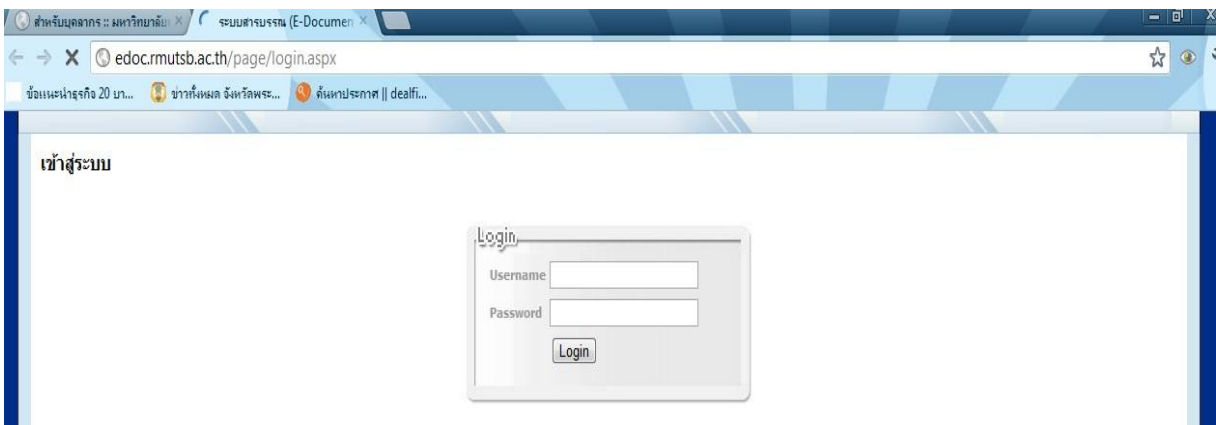 สำหรับบุคลากร :: มหาวิทยาลัย ระบบสารบรรณ (E-Documen
edoc.rmutsb.ac.th/page/login.aspx
ข้อแนะนำธุรกิจ 20 บา... ข่าวทั้งหมด จังหวัดพระ... ค้นหาประกาศ || dealfi...
เข้าสู่ระบบ
Login
Username
Password
Login